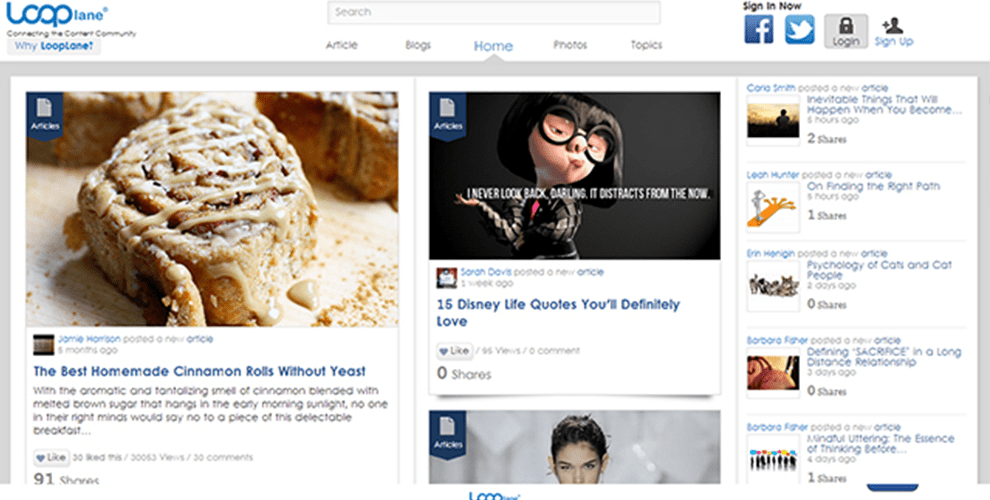 LOOPlane®
Connecting the Content Community
Why LoopLane?
Search
Article
Blogs
Home
Photos
Topics
Sign In Now
Login
Sign Up
Articles
Jamie Harrison posted a new article
5 months ago
The Best Homemade Cinnamon Rolls Without Yeast
With the aromatic and tantalizing smell of cinnamon blended with
melted brown sugar that hangs in the early morning sunlight, no one
in their right minds would say no to a piece of this delectable
breakfast...
Like 30 liked this / 30053 Views / 30 comments
91 Shares
Articles
I NEVER LOOK BACK, DARLING. IT DISTRACTS FROM THE NOW.
Sarah Davis posted a new article
1 week ago
15 Disney Life Quotes You'll Definitely
Love
Like / 95 Views / 0 comment
0 Shares
Articles
Carla Smith posted a new article
Inevitable Things That Will
Happen When You Become...
5 hours ago
2 Shares
Leah Hunter posted a new article
On Finding the Right Path
5 hours ago
1 Shares
Erin Henigin posted a new article
Psychology of Cats and Cat
People
2 days ago
0 Shares
Barbara Fisher posted a new article
Defining "SACRIFICE" in a Long
Distance Relationship
3 days ago
0 Shares
Barbara Fisher posted a new article
Mindful Uttering: The Essence
of Thinking Before...
4 days ago
1 Shares
LOOPlane®